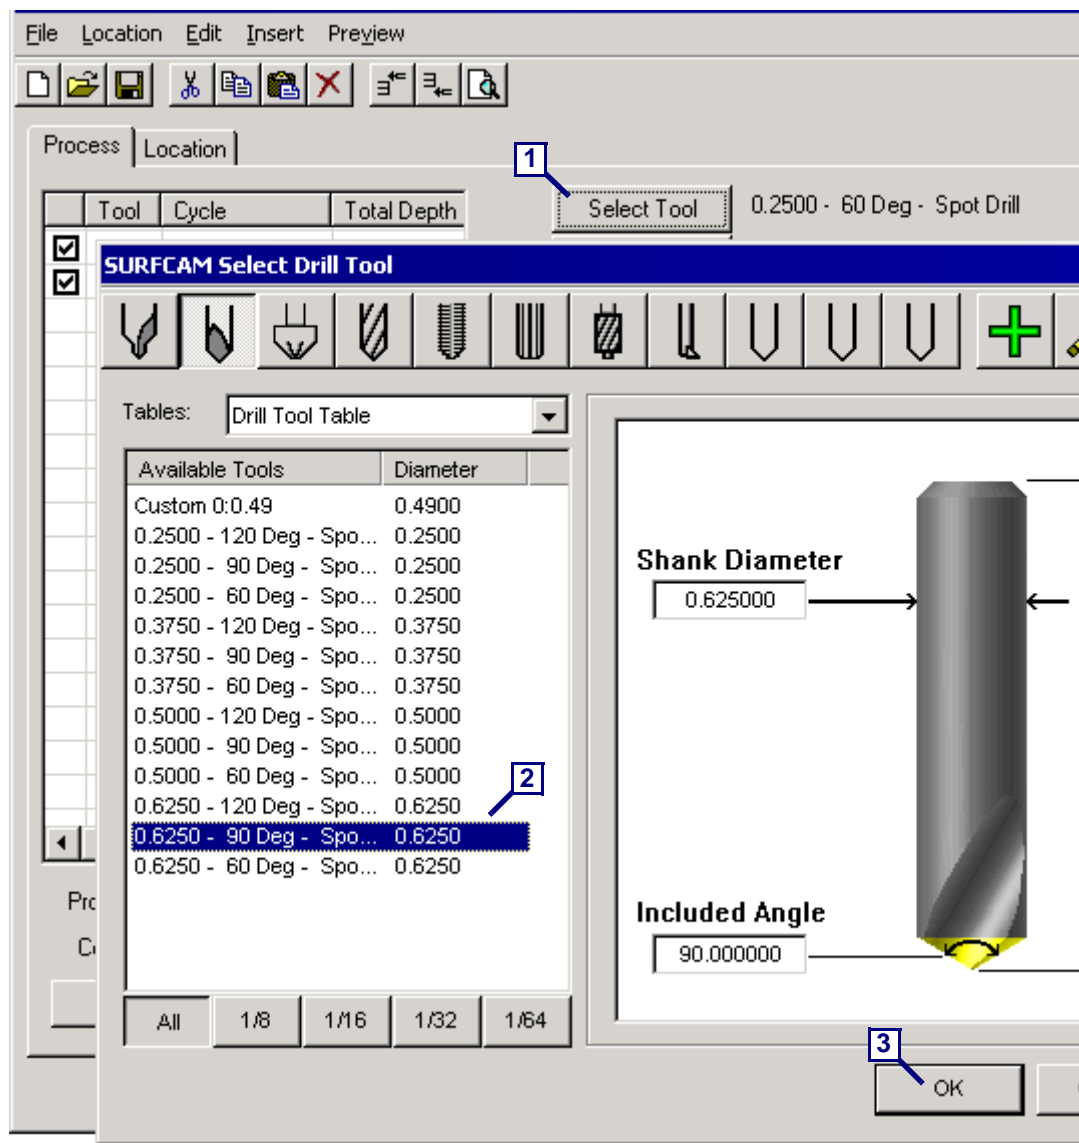 File Location Edit Insert Preview
Process Location
1
Tool Cycle Total Depth
Select Tool 0.2500 - 60 Deg - Spot Drill
SURFCAM Select Drill Tool
Tables: Drill Tool Table
Available Tools Diameter
Custom 0:0.49 0.4900
0.2500 - 120 Deg - Spo... 0.2500
0.2500 - 90 Deg - Spo... 0.2500
0.2500 - 60 Deg - Spo... 0.2500
0.3750 - 120 Deg - Spo... 0.3750
0.3750 - 90 Deg - Spo... 0.3750
0.3750 - 60 Deg - Spo... 0.3750
0.5000 - 120 Deg - Spo... 0.5000
0.5000 - 90 Deg - Spo... 0.5000
0.5000 - 60 Deg - Spo... 0.5000
2
0.6250 - 120 Deg - Spo... 0.6250
0.6250 - 90 Deg - Spo... 0.6250
0.6250 - 60 Deg - Spo... 0.6250
Shank Diameter
0.625000
Included Angle
90.000000
All 1/8 1/16 1/32 1/64
3
OK